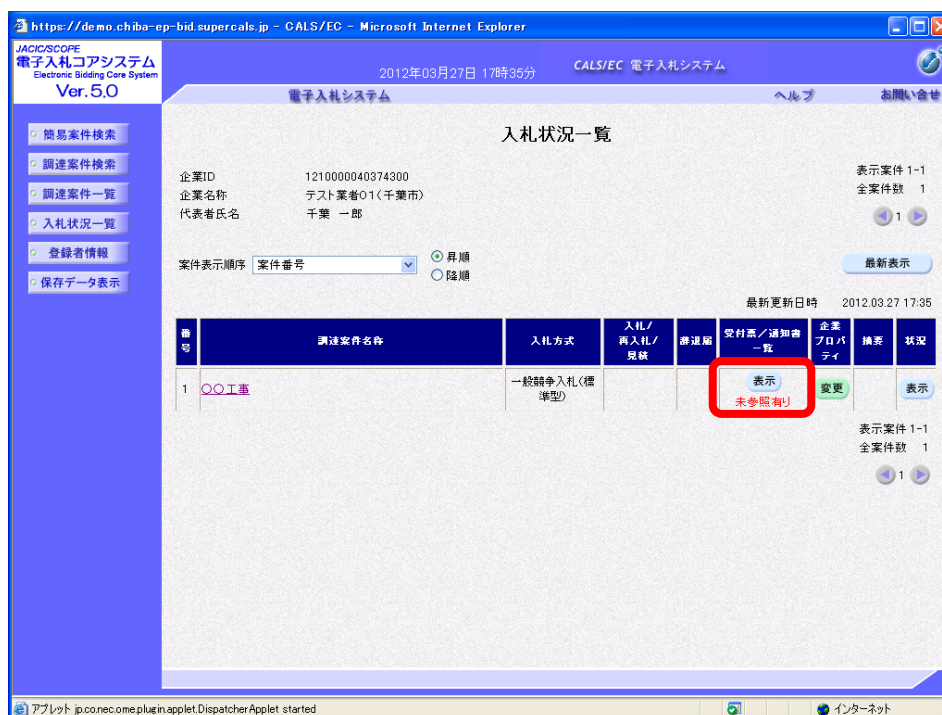 https://demo.chiba-ep-bid.supercals.jp - CALS/EC - Microsoft Internet Explorer
JACIC/SCOPE
電子入札コアシステム
Electronic Bidding Core System
Ver.5.0
2012年03月27日 17時35分
CALS/EC 電子入札システム
電子入札システム
ヘルプ
お問い合せ
簡易案件検索
調達案件検索
調達案件一覧
入札状況一覧
登録者情報
保存データ表示
入札状況一覧
企業ID 1210000040374300
企業名称 テスト業者01(千葉市)
代表者氏名 千葉 一郎
表示案件 1-1
全案件数 1
1
案件表示順序 案件番号
昇順
降順
最新表示
最新更新日時 2012.03.27 17:35
番号
調達案件名称
入札方式
入札/
再入札/
見積
辞退届
受付票/通知書
一覧
企業
プロパ
ティ
摘要
状況
1 〇〇工事
一般競争入札(標
準型)
表示
未参照有り
変更
表示
表示案件 1-1
全案件数 1
1
アプレット jp.co.nec.ome.plugin.applet.DispatcherApplet started
インターネット